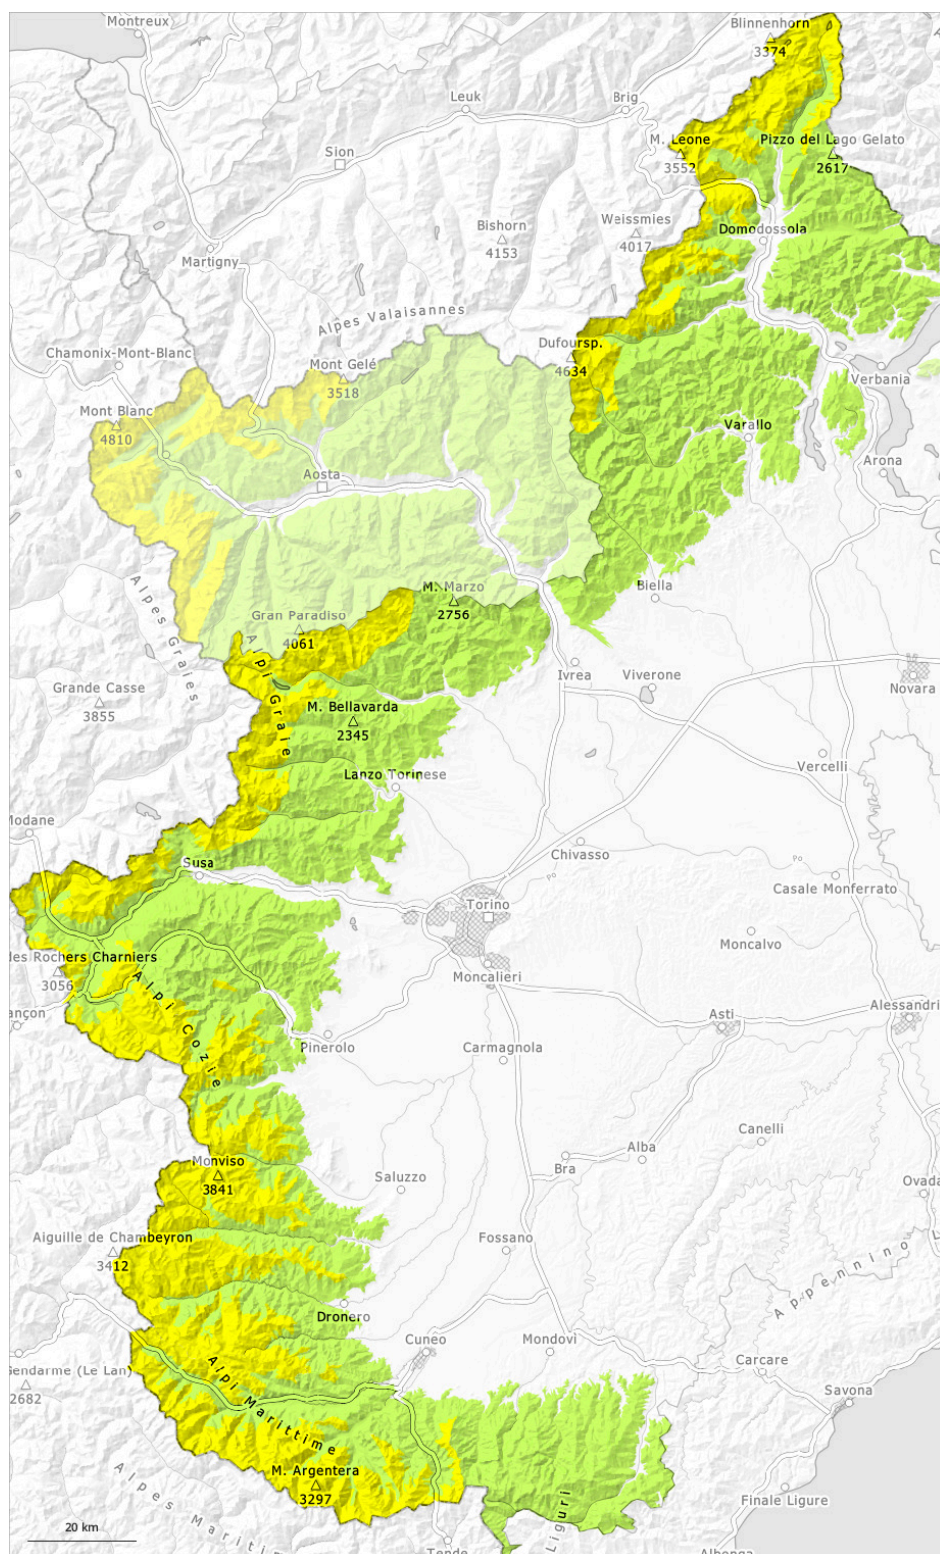 Montreux
Blinnenhorn
3374
Leuk
Brig
M. Leone
3552
Pizzo del Lago Gelato
2617
Sion
Bishorn
4153
Weissmies
4017
Domodossola
Martigny
Alpes Valaisannes
Chamonix-Mont-Blanc
Mont Gelé
3518
Dufoursp.
4634
Verbania
Mont Blanc
4810
Varallo
Arona
Aosta
Alpes Graies
M. Marzo
2756
Biella
Gran Paradiso
4061
Alpi Graie
Ivrea
Viverone
Novara
Grande Casse
3855
M. Bellavarda
2345
Vercelli
Lanzo Torinese
Modane
Chivasso
Susa
Po
Po
Casale Monferrato
Torino
Moncalvo
des Rochers Charniers
3056
Moncalieri
Alpi Cozie
ançon
Asti
Alessandri
Pinerolo
Carmagnola
Canelli
Alba
Bra
Monviso
3841
Saluzzo
Ovada
Aiguille de Chambeyron
3412
Fossano
Appennino L
Dronero
Cuneo
Mondovì
Carcare
Gendarme (Le Lan)
2682
Alpi Marittime
Savona
M. Argentera
3297
Alpes Mariti
Finale Ligure
Liguri
20 km
Tende
Albenga